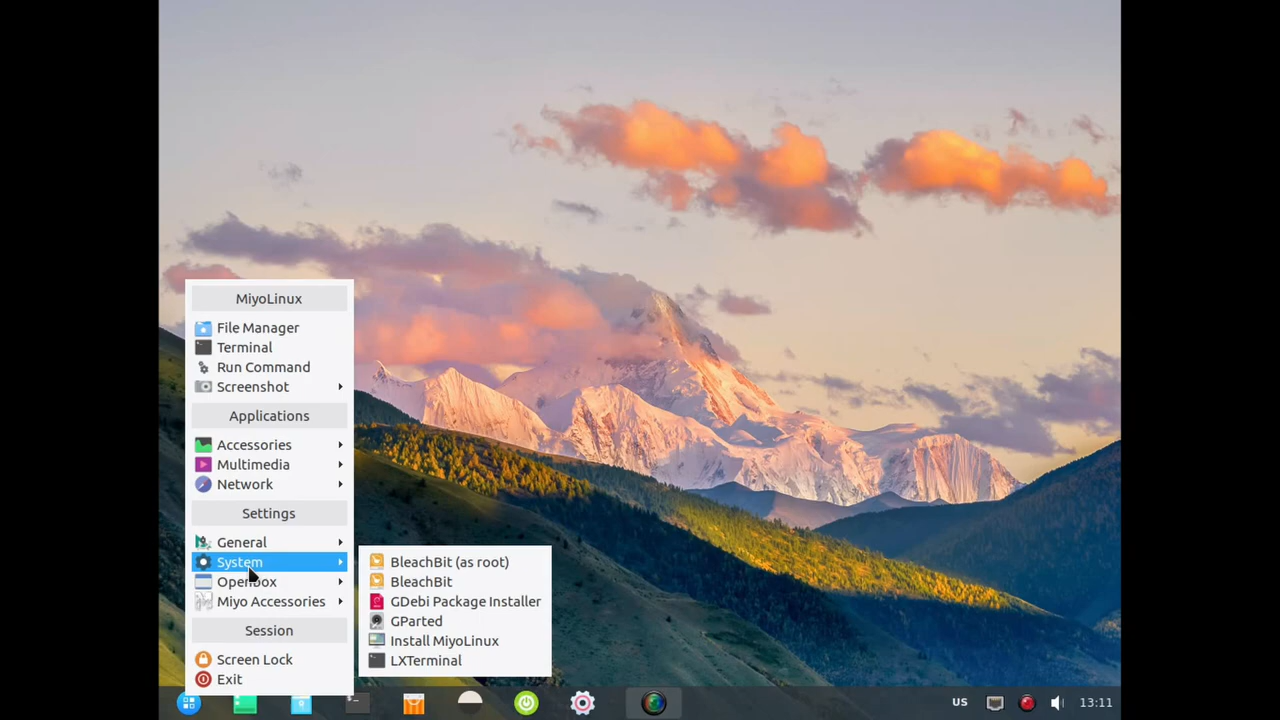 MiyoLinux
File Manager
Terminal
Run Command
Screenshot
Applications
Accessories
Multimedia
Network
Settings
General
System
Openbox
Miyo Accessories
Session
Screen Lock
Exit
BleachBit (as root)
BleachBit
GDebi Package Installer
GParted
Install MiyoLinux
LXTerminal
US
13:11